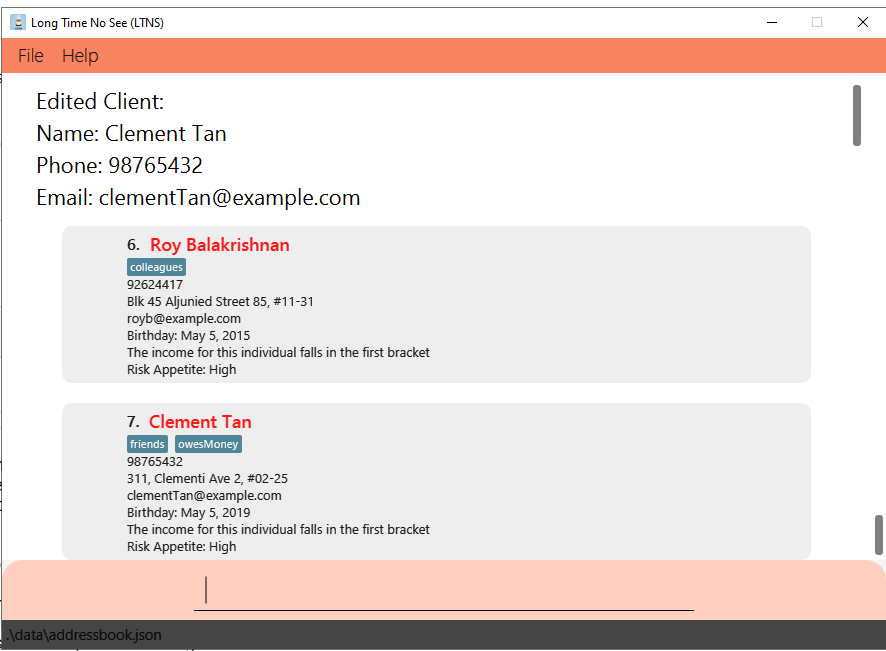 Long Time No See (LTNS)
File Help
Edited Client:
Name: Clement Tan
Phone: 98765432
Email: clementTan@example.com
6. Roy Balakrishnan
colleagues
92624417
Blk 45 Aljunied Street 85, #11-31
royb@example.com
Birthday: May 5, 2015
The income for this individual falls in the first bracket
Risk Appetite: High
7. Clement Tan
friends owesMoney
98765432
311, Clementi Ave 2, #02-25
clementTan@example.com
Birthday: May 5, 2019
The income for this individual falls in the first bracket
Risk Appetite: High
.\data\addressbook.json